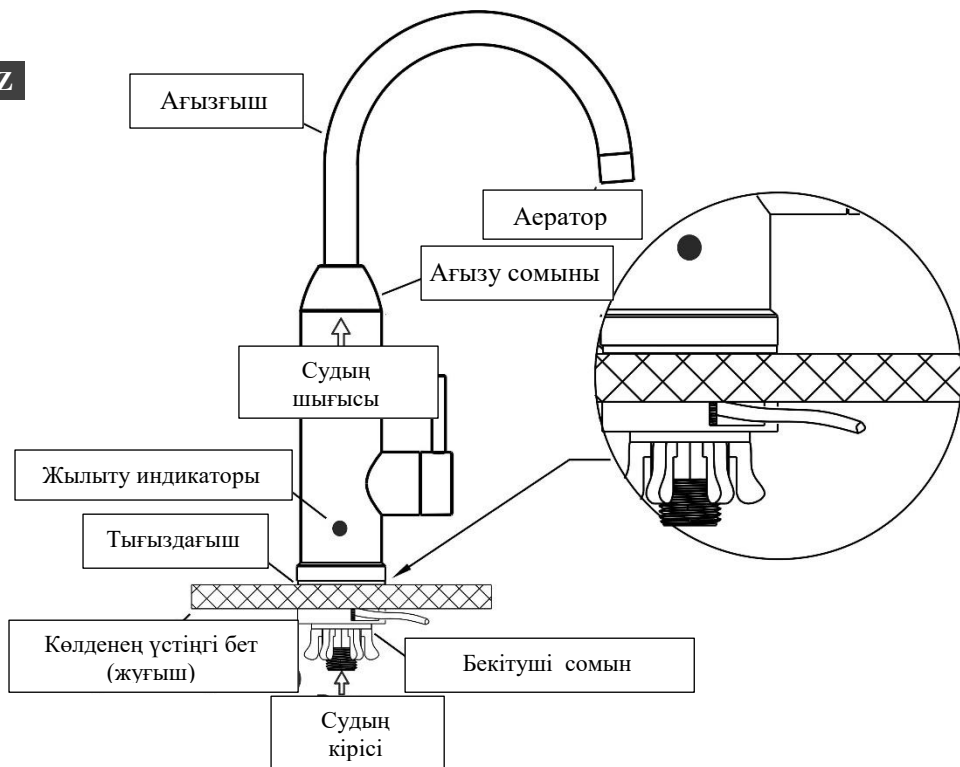 Z
Ағызғыш
Аератор
Ағызу сомыны
Судың
шығысы
Жылыту индикаторы
Тығыздағыш
Көлденең үстіңгі бет
(жуғыш)
Бекітуші сомын
Судың
кірісі